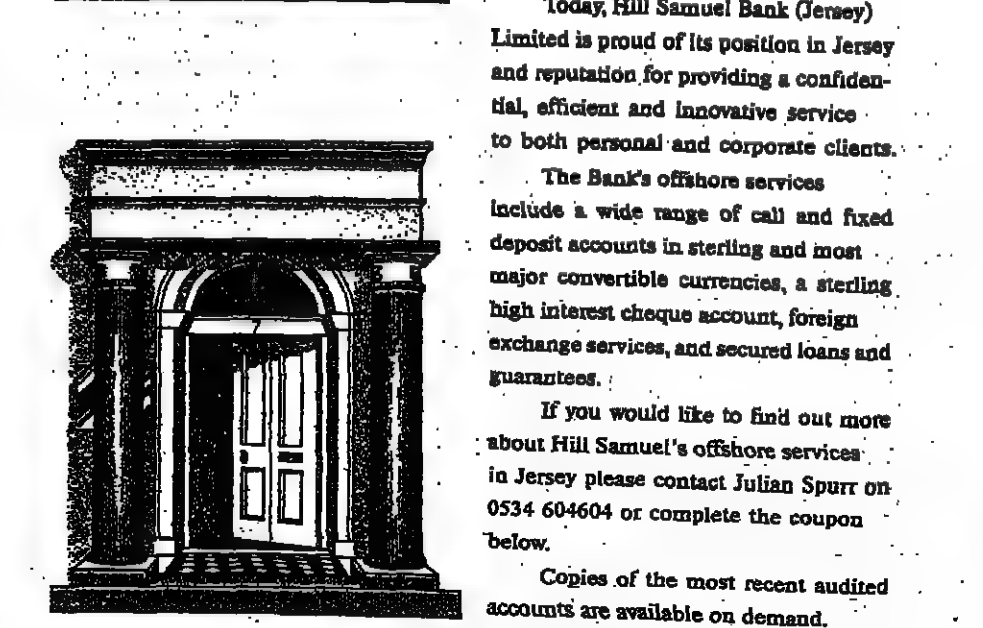 7
Today, Hill Samuel Bank (Jersey)
Limited is proud of its position in Jersey
and reputation for providing a confiden-
tial, efficient and innovative service
to both personal and corporate clients.
The Bank's offshore services
include a wide range of call and fixed
deposit accounts in sterling and most
major convertible currencies, a sterling
high interest cheque account, foreign
exchange services, and secured loans and
guarantees.
If you would like to find out more
about Hill Samuel's offshore services
in Jersey please contact Julian Spurr on
0534 604604 or complete the coupon
below.
Copies of the most recent audited
accounts are available on demand.